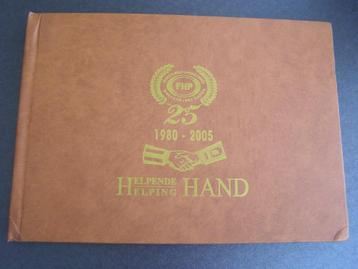 FHP
25
1980 - 2005
HELPENDE
HELPING HAND